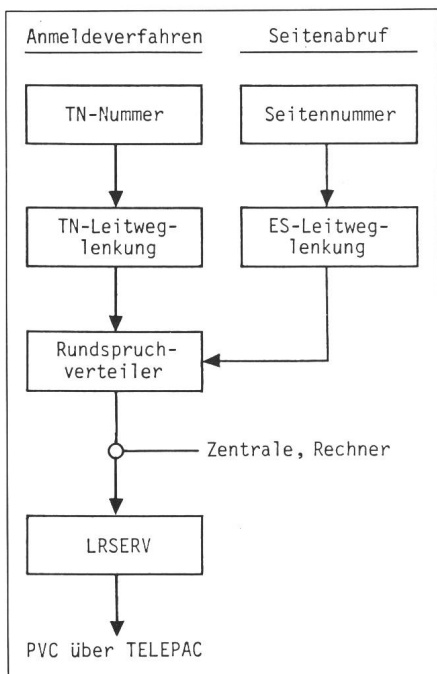 Anmeldeverfahren
Seitenabruf
TN-Nummer
Seitennummer
TN-Leitweg-
lenkung
ES-Leitweg-
lenkung
Rundspruch-
verteiler
Zentrale, Rechner
LRSERV
PVC über TELEPAC